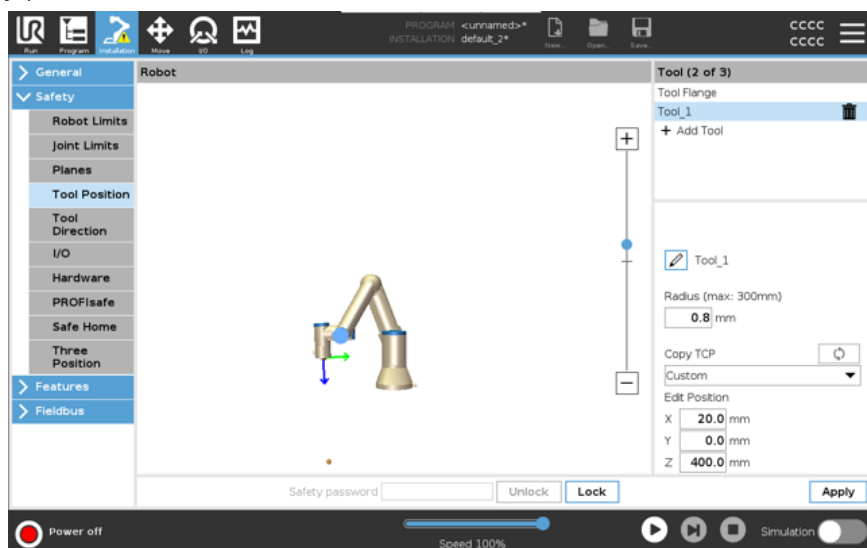 PROGRAM <unnamed>*
INSTALLATION default_2*
UR
Run
Program
Installation
Move
I/O
Log
New...
Open...
Save...
cccc
cccc
General
Safety
Robot Limits
Joint Limits
Planes
Tool Position
Tool
Direction
I/O
Hardware
PROFIsafe
Safe Home
Three
Position
Features
Fieldbus
Robot
Safety password
Unlock
Lock
Tool (2 of 3)
Tool Flange
Tool_1
+ Add Tool
Tool_1
Radius (max: 300mm)
0.8 mm
Copy TCP
Custom
Edit Position
X 20.0 mm
Y 0.0 mm
Z 400.0 mm
Apply
Power off
Speed 100%
Simulation